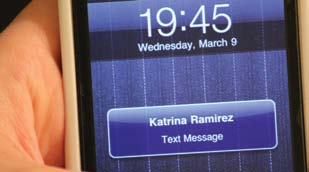 19:45
Wednesday, March 9
Katrina Ramirez
Text Message